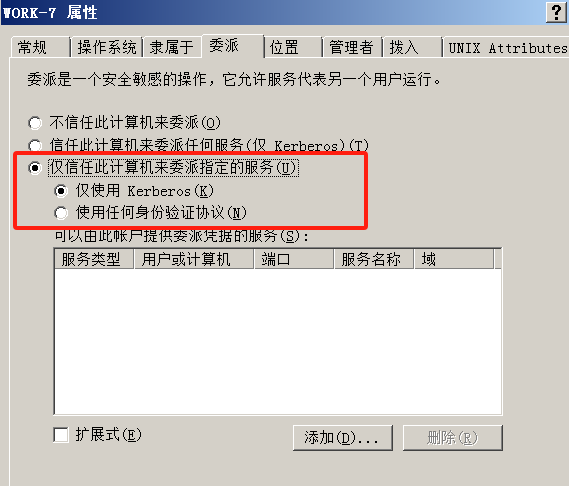 WORK-7 属性
?
常规 操作系统 隶属于 委派 位置 管理者 拨入 UNIX Attributes
委派是一个安全敏感的操作，它允许服务代表另一个用户运行。
不信任此计算机来委派(O)
信任此计算机来委派任何服务(仅 Kerberos)(T)
仅信任此计算机来委派指定的服务(U)
仅使用 Kerberos(K)
使用任何身份验证协议(N)
可以由此帐户提供委派凭据的服务(S):
服务类型 用户或计算机 端口 服务名称 域
扩展式(E)
添加(D)... 删除(R)